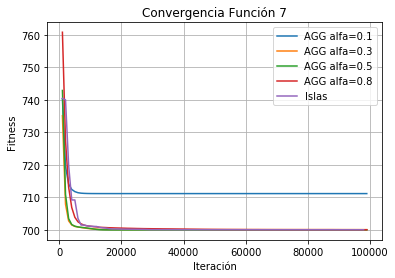 Convergencia Función 7
AGG alfa=0.1
AGG alfa=0.3
AGG alfa=0.5
AGG alfa=0.8
Islas
760
750
740
730
720
710
700
Fitness
0 20000 40000 60000 80000 100000
Iteración